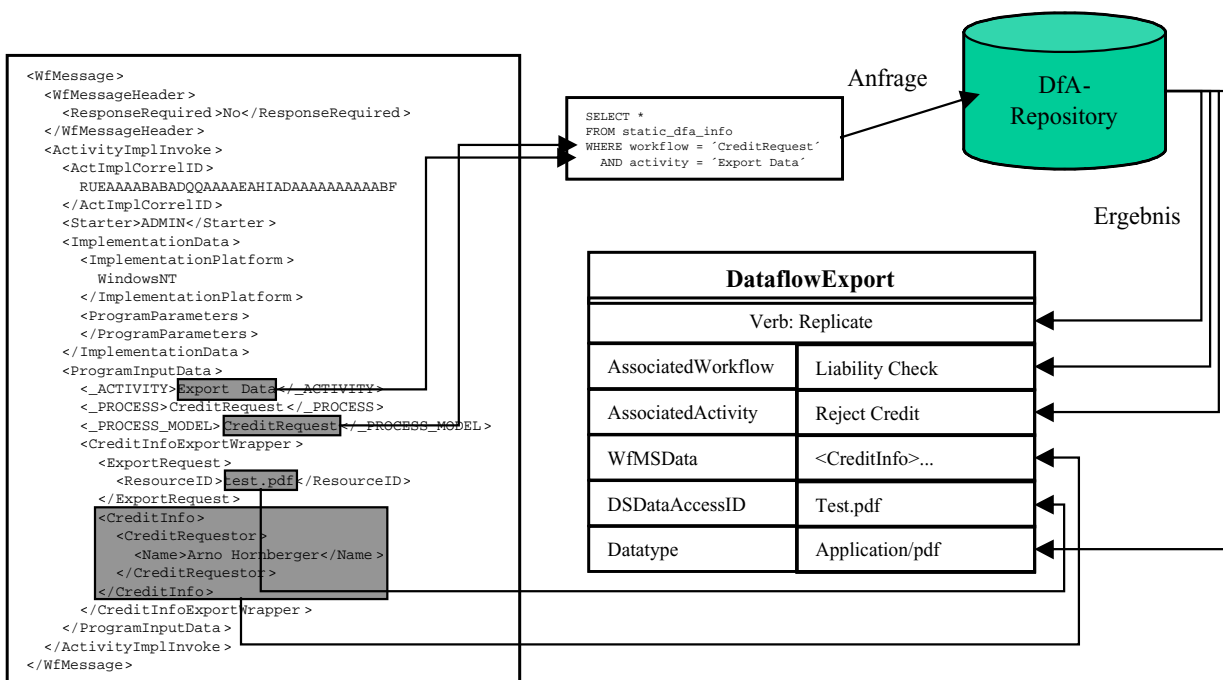 <WfMessage>
<WfMessageHeader>
<ResponseRequired>No</ResponseRequired>
</WfMessageHeader>
<ActivityImplInvoke>
<ActImplCorrelID>
RUEAAAABABADQQAAAAEAHIADAAAAAAAAAABF
</ActImplCorrelID>
<Starter>ADMIN</Starter>
<ImplementationData>
<ImplementationPlatform>
WindowsNT
</ImplementationPlatform>
<ProgramParameters>
</ProgramParameters>
</ImplementationData>
<ProgramInputData>
<_ACTIVITY>Export Data</_ACTIVITY>
<_PROCESS>CreditRequest</_PROCESS>
<_PROCESS_MODEL>CreditRequest</_PROCESS_MODEL>
<CreditInfoExportWrapper>
<ExportRequest>
<ResourceID>test.pdf</ResourceID>
</ExportRequest>
<CreditInfo>
<CreditRequestor>
<Name>Arno Hornberger</Name>
</CreditRequestor>
</CreditInfo>
</CreditInfoExportWrapper>
</ProgramInputData>
</ActivityImplInvoke>
</WfMessage>
SELECT *
FROM static_dfa_info
WHERE workflow = ´CreditRequest´
AND activity = ´Export Data´
Anfrage
DfA-
Repository
Ergebnis
DataflowExport
Verb: Replicate
AssociatedWorkflow Liability Check
AssociatedActivity Reject Credit
WfMSData <CreditInfo>...
DSDataAccessID Test.pdf
Datatype Application/pdf